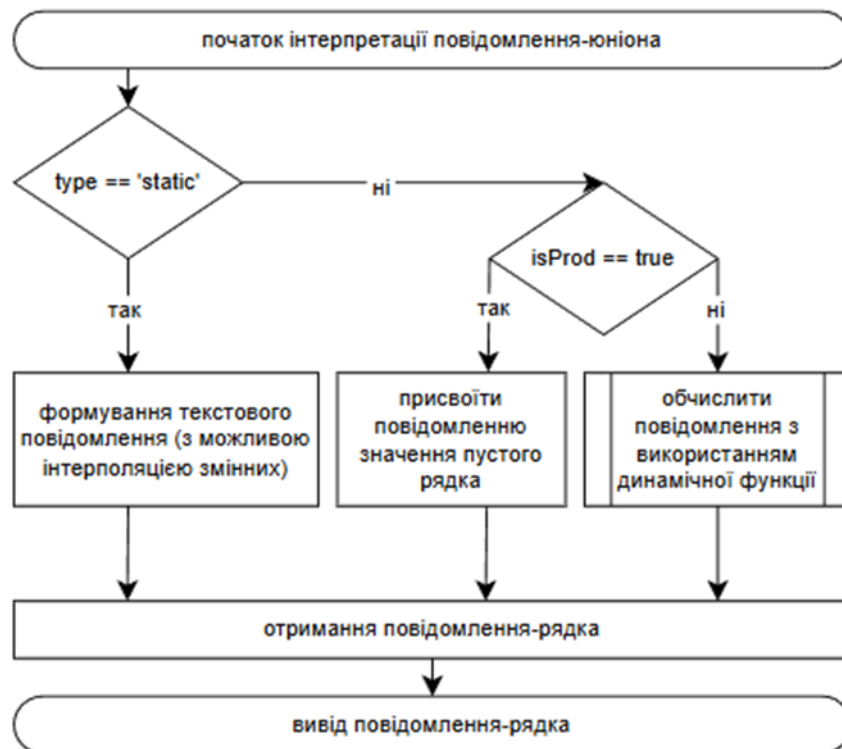 початок інтерпретації повідомлення-юніона
type == 'static'
ні
isProd == true
так
так
ні
формування текстового
повідомлення (з можливою
інтерполяцією змінних)
присвоїти
повідомленню
значення пустого
рядка
обчислити
повідомлення з
використанням
динамічної функції
отримання повідомлення-рядка
вивід повідомлення-рядка